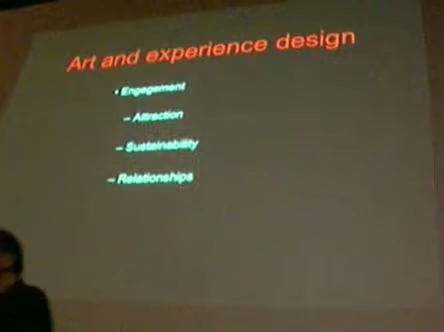 Art and experience design
• Engagement
– Attraction
– Sustainability
– Relationships